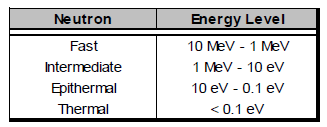 Neutron Energy Level
Fast 10 MeV - 1 MeV
Intermediate 1 MeV - 10 eV
Epithermal 10 eV - 0.1 eV
Thermal < 0.1 eV